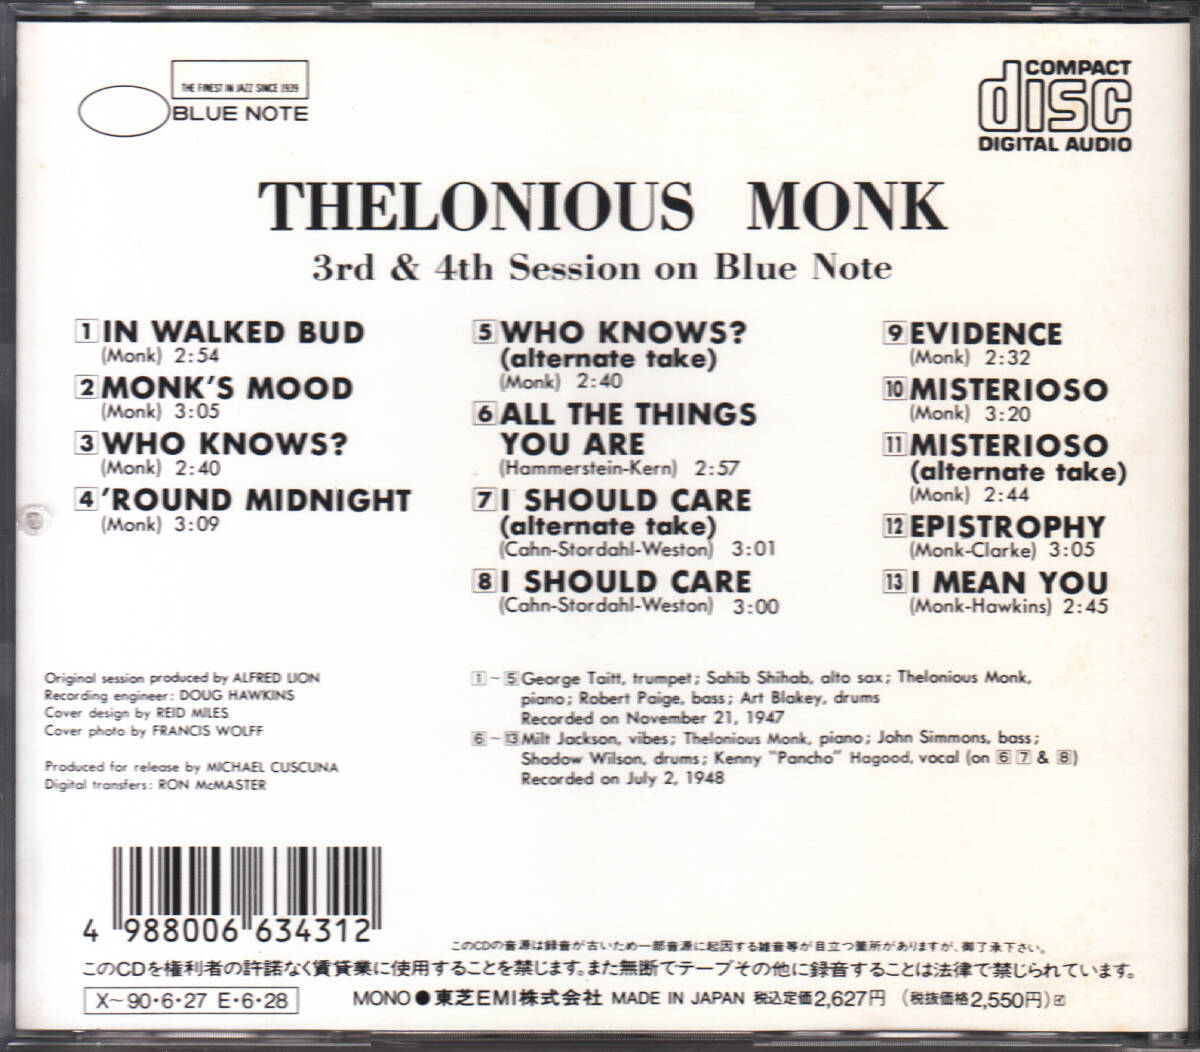 THE FINEST IN JAZZ SINCE 1939
BLUE NOTE
COMPACT
disc
DIGITAL AUDIO
THELONIOUS MONK
3rd & 4th Session on Blue Note
1 IN WALKED BUD
(Monk) 2:54
2 MONK'S MOOD
(Monk) 3:05
3 WHO KNOWS?
(Monk) 2:40
4 'ROUND MIDNIGHT
(Monk) 3:09
5 WHO KNOWS?
(alternate take)
(Monk) 2:40
6 ALL THE THINGS
YOU ARE
(Hammerstein-Kern) 2:57
7 I SHOULD CARE
(alternate take)
(Cahn-Stordahl-Weston) 3:01
8 I SHOULD CARE
(Cahn-Stordahl-Weston) 3:00
9 EVIDENCE
(Monk) 2:32
10 MISTERIOSO
(Monk) 3:20
11 MISTERIOSO
(alternate take)
(Monk) 2:44
12 EPISTROPHY
(Monk-Clarke) 3:05
13 I MEAN YOU
(Monk-Hawkins) 2:45
Original session produced by ALFRED LION
Recording engineer: DOUG HAWKINS
Cover design by REID MILES
Cover photo by FRANCIS WOLFF
Produced for release by MICHAEL CUSCUNA
Digital transfers: RON McMASTER
1~5 George Taitt, trumpet; Sahib Shihab, alto sax; Thelonious Monk,
piano; Robert Paige, bass; Art Blakey, drums
Recorded on November 21, 1947
6~13 Milt Jackson, vibes; Thelonious Monk, piano; John Simmons, bass;
Shadow Wilson, drums; Kenny "Pancho" Hagood, vocal (on 6 7 & 8)
Recorded on July 2, 1948
4 988006 634312
このCDの音源は録音が古いため一部音源に起因する雑音等が目立つ箇所がありますが、御了承下さい。
このCDを権利者の許諾なく賃貸業に使用することを禁じます。また無断でテープその他に録音することは法律で禁じられています。
X~90・6・27 E・6・28
MONO●東芝EMI株式会社 MADE IN JAPAN 税込定価2,627円 (税抜価格2,550円)